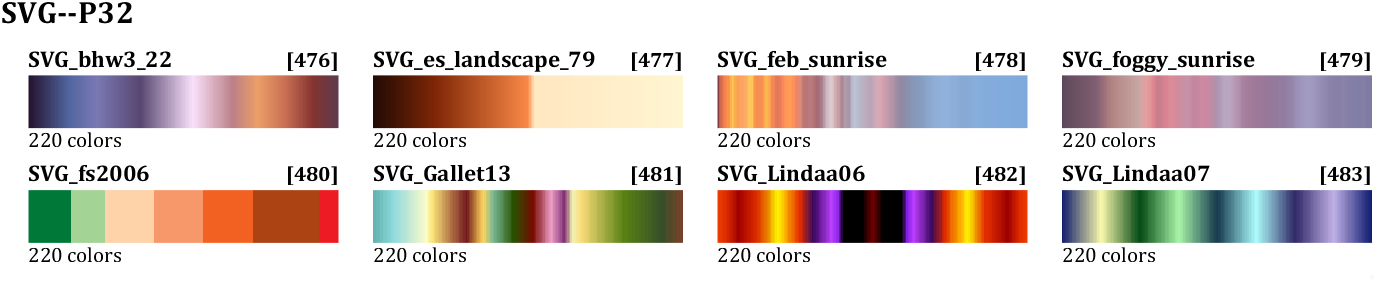 SVG--P32
SVG_bhw3_22 [476] SVG_es_landscape_79 [477] SVG_feb_sunrise [478] SVG_foggy_sunrise [479]
220 colors 220 colors 220 colors 220 colors
SVG_fs2006 [480] SVG_Gallet13 [481] SVG_Lindaa06 [482] SVG_Lindaa07 [483]
220 colors 220 colors 220 colors 220 colors